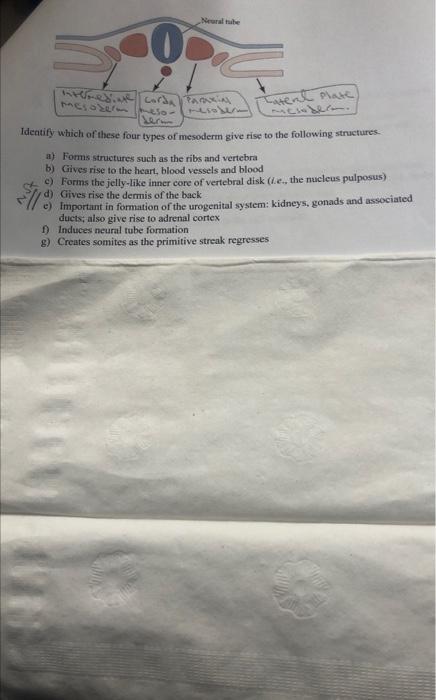 Neural tube
Intermediate Corda Paraxial Lateral Plate
mesoderm meso- mesoderm mesoderm.
derm
Identify which of these four types of mesoderm give rise to the following structures.
a) Forms structures such as the ribs and vertebra
b) Gives rise to the heart, blood vessels and blood
c) Forms the jelly-like inner core of vertebral disk (i.e., the nucleus pulposus)
d) Gives rise the dermis of the back
e) Important in formation of the urogenital system: kidneys, gonads and associated
ducts; also give rise to adrenal cortex
f) Induces neural tube formation
g) Creates somites as the primitive streak regresses